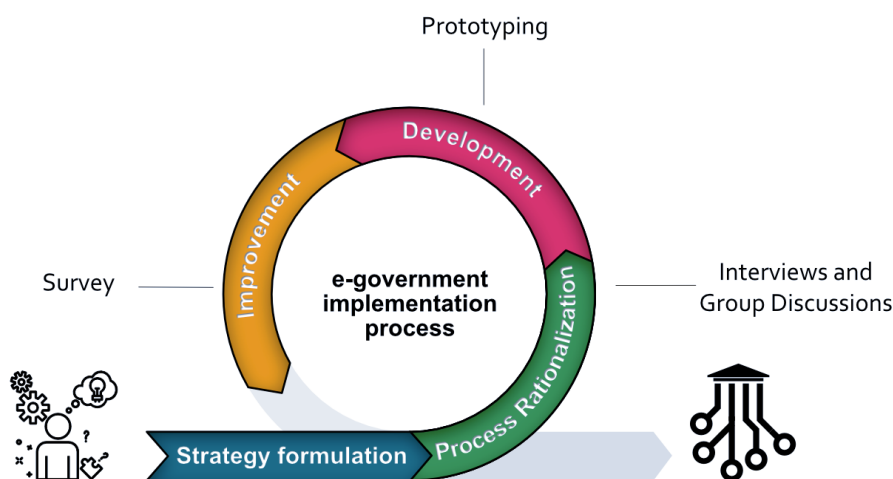 Prototyping
Development
Improvement
Survey
e-government
implementation
process
Interviews and
Group Discussions
Process Rationalization
Strategy formulation